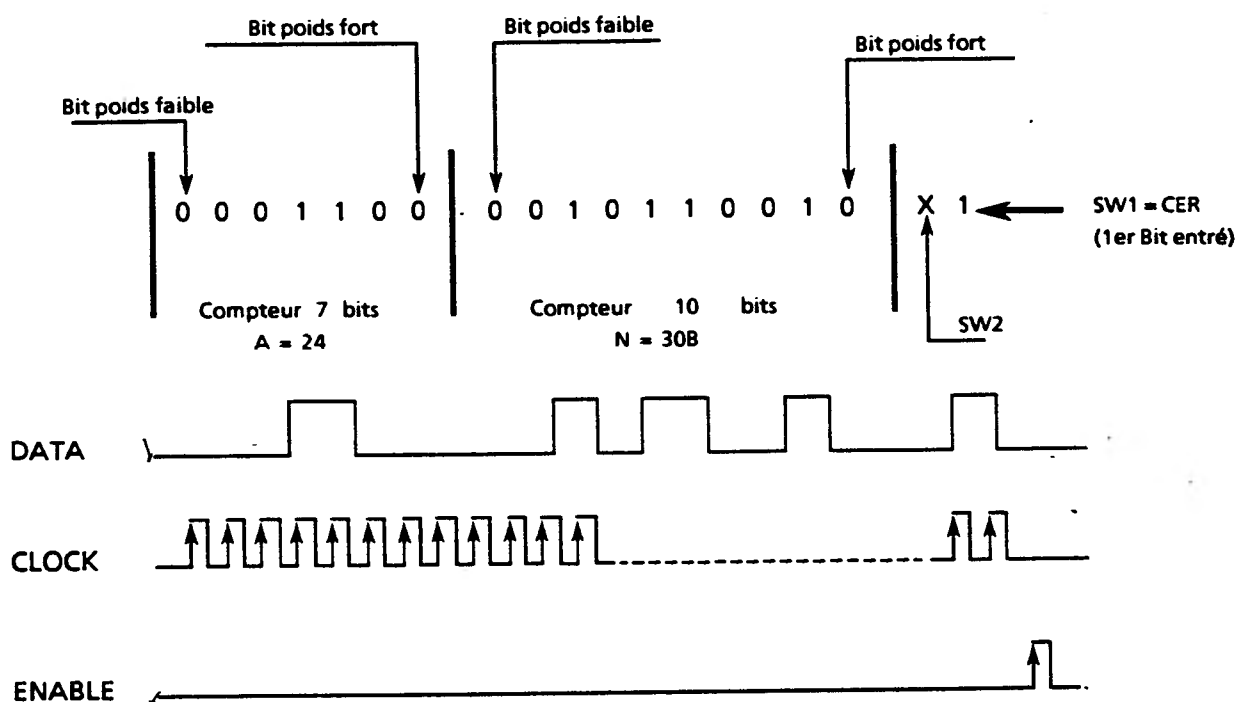 Bit poids fort
Bit poids faible
Bit poids fort
Bit poids faible
0 0 0 1 1 0 0 0 0 1 0 1 1 0 0 1 0 X 1
SW1 = CER
(1er Bit entré)
Compteur 7 bits
Compteur 10 bits
SW2
A = 24
N = 30B
DATA
CLOCK
ENABLE